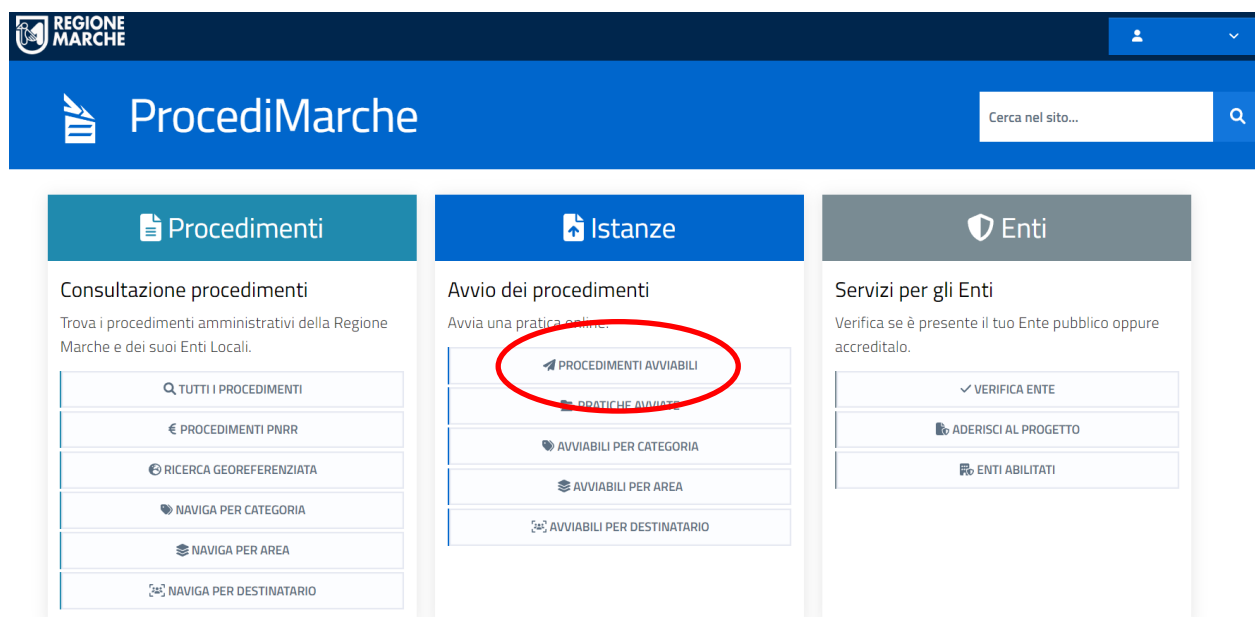 REGIONE
MARCHE
ProcediMarche
Cerca nel sito...
Procedimenti
Consultazione procedimenti
Trova i procedimenti amministrativi della Regione
Marche e dei suoi Enti Locali.
TUTTI I PROCEDIMENTI
€ PROCEDIMENTI PNRR
RICERCA GEOREFERENZIATA
NAVIGA PER CATEGORIA
NAVIGA PER AREA
NAVIGA PER DESTINATARIO
Istanze
Avvio dei procedimenti
Avvia una pratica online.
PROCEDIMENTI AVVIABILI
PRATICHE AVVIATE
AVVIABILI PER CATEGORIA
AVVIABILI PER AREA
AVVIABILI PER DESTINATARIO
Enti
Servizi per gli Enti
Verifica se è presente il tuo Ente pubblico oppure
accreditalo.
VERIFICA ENTE
ADERISCI AL PROGETTO
ENTI ABILITATI